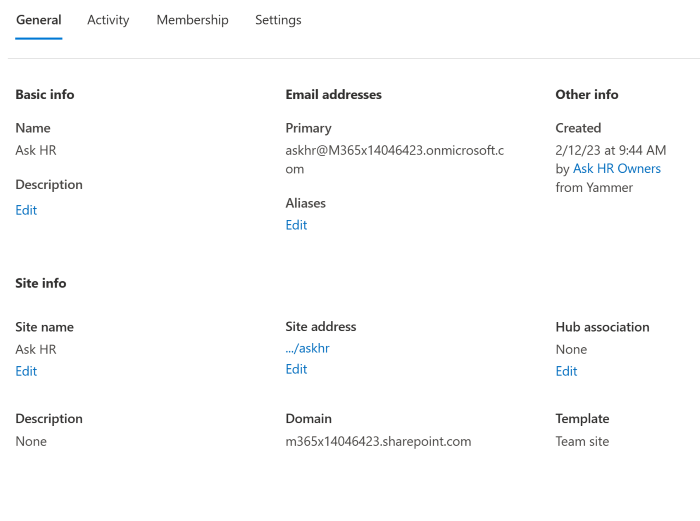 General Activity Membership Settings
Basic info
Name
Ask HR
Description
Edit
Email addresses
Primary
askhr@M365x14046423.onmicrosoft.c
om
Aliases
Edit
Other info
Created
2/12/23 at 9:44 AM
by Ask HR Owners
from Yammer
Site info
Site name
Ask HR
Edit
Site address
.../askhr
Edit
Hub association
None
Edit
Description
None
Domain
m365x14046423.sharepoint.com
Template
Team site